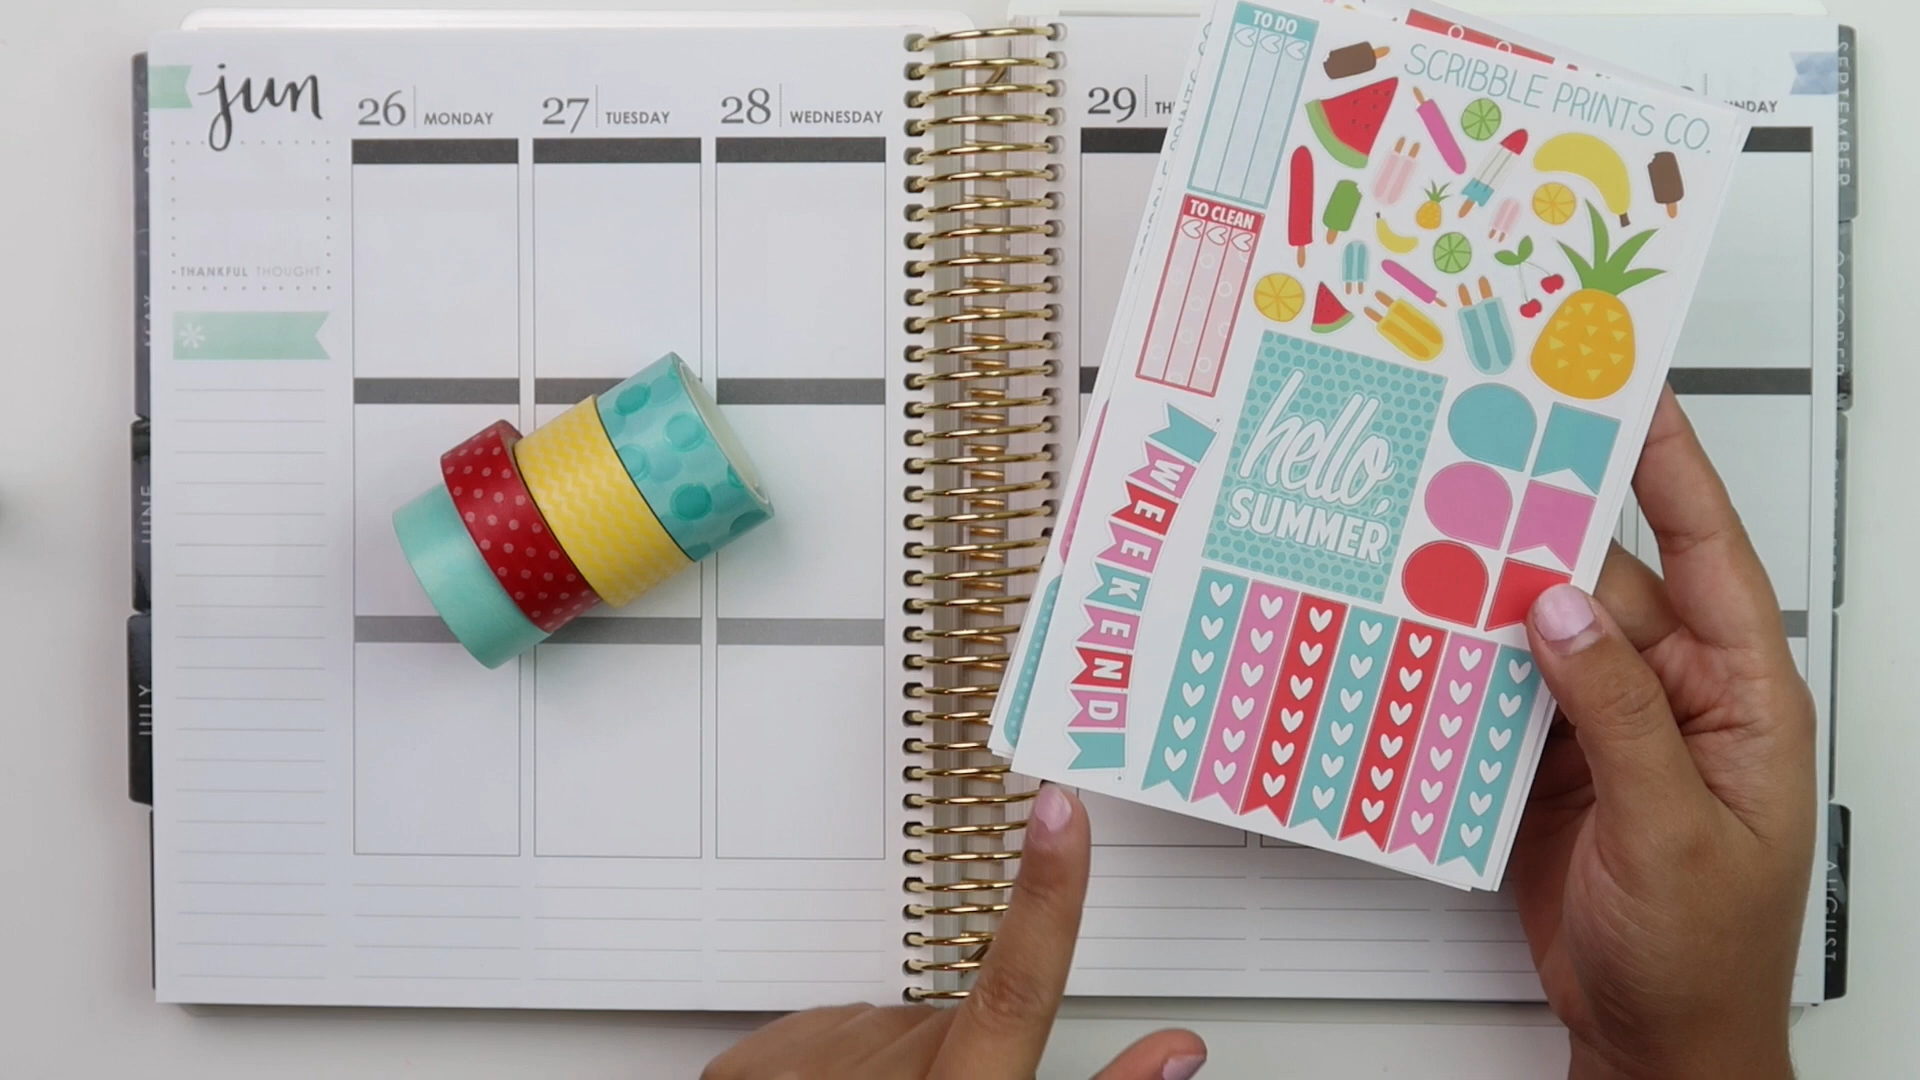 jun
26 MONDAY
27 TUESDAY
28 WEDNESDAY
THANKFUL THOUGHT
MAY
JUNE
JULY
29
SEPTEMBER
OCTOBER
AUGUST
TO DO
SCRIBBLE PRINTS CO.
TO CLEAN
hello,
SUMMER
WEEKEND